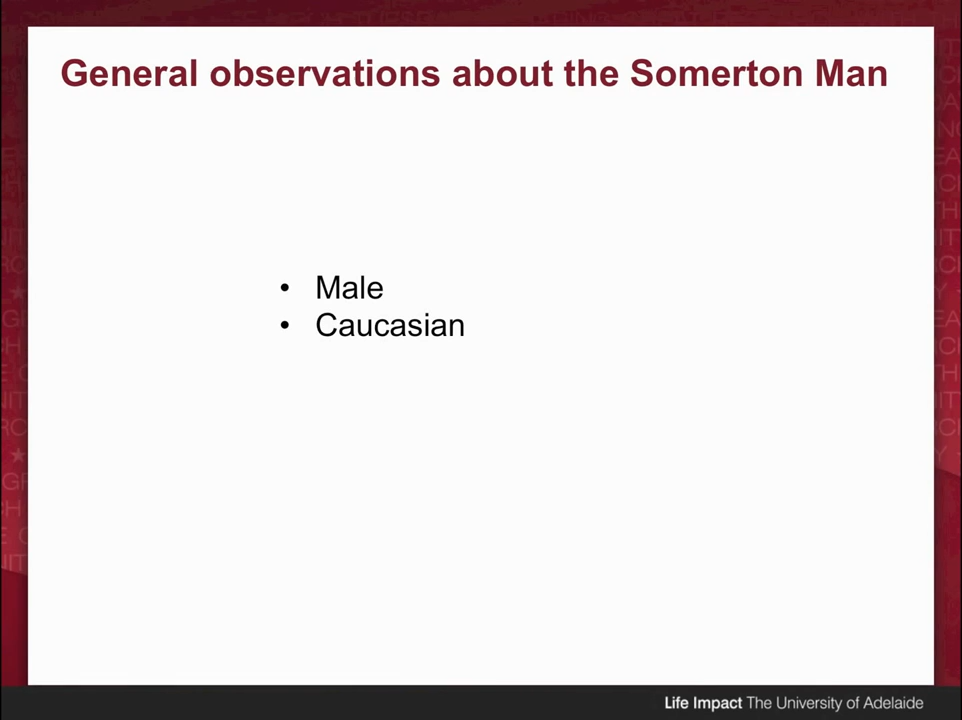 General observations about the Somerton Man
• Male
• Caucasian
Life Impact The University of Adelaide